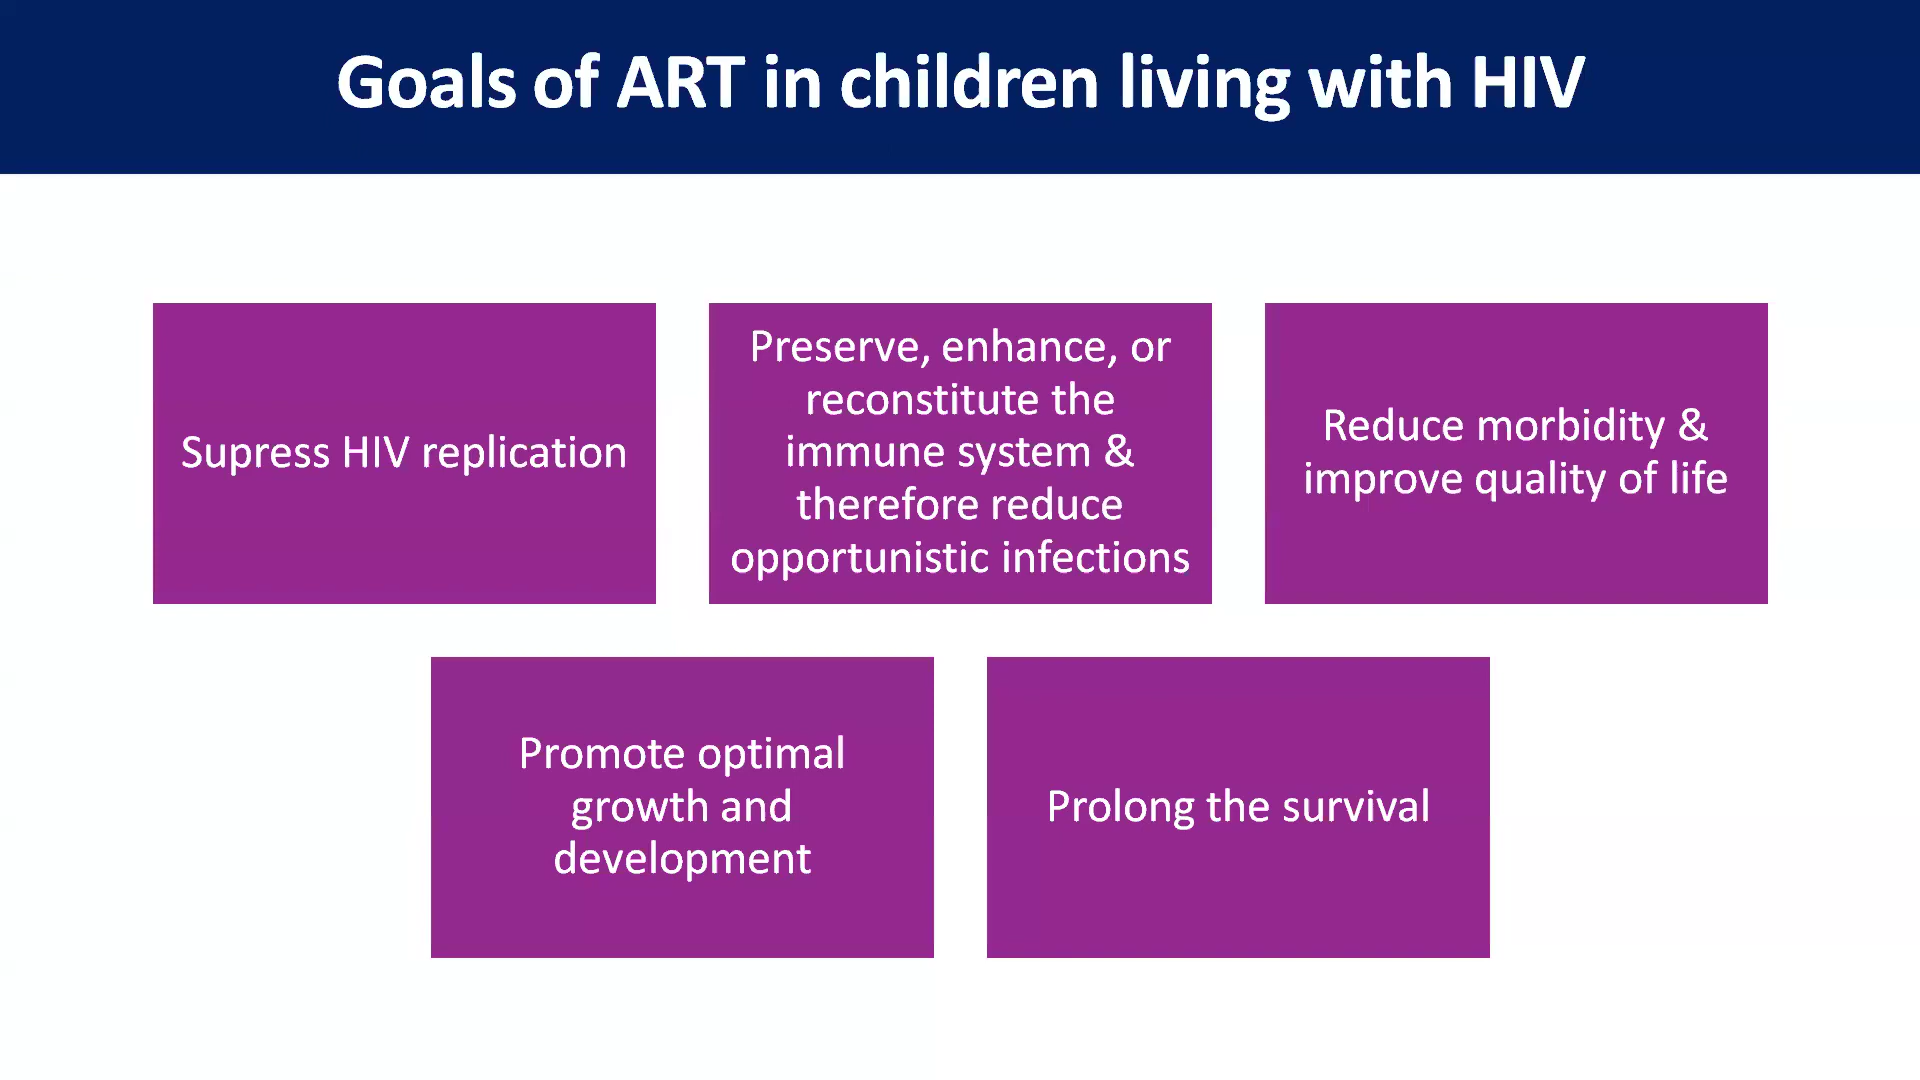 Goals of ART in children living with HIV
Supress HIV replication
Preserve, enhance, or
reconstitute the
immune system &
therefore reduce
opportunistic infections
Reduce morbidity &
improve quality of life
Promote optimal
growth and
development
Prolong the survival